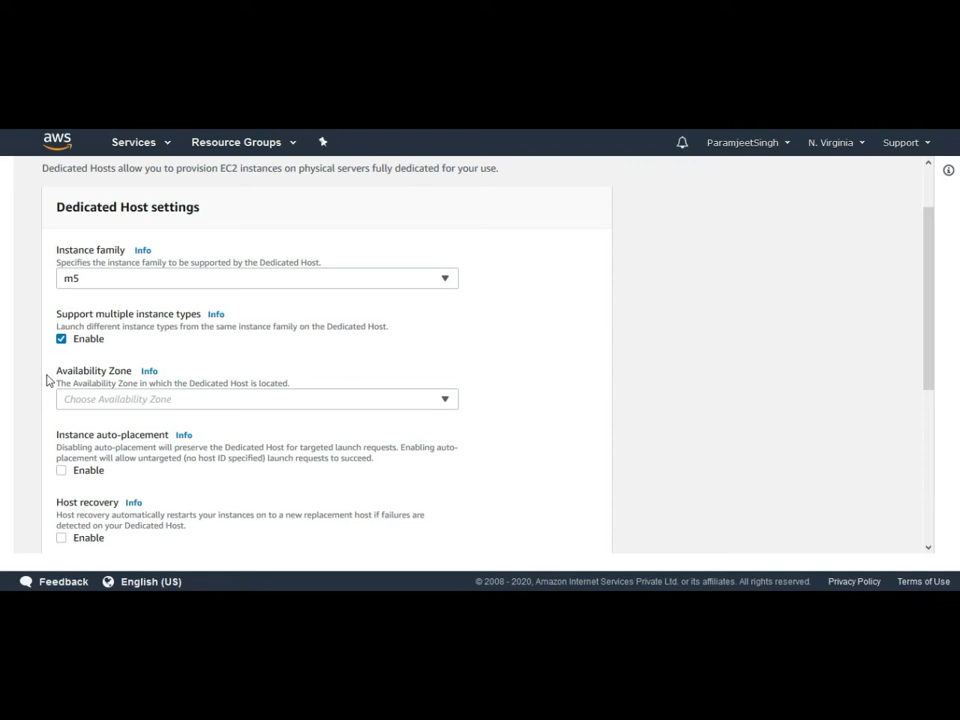 aws Services Resource Groups ParamjeetSingh N. Virginia Support
Dedicated Hosts allow you to provision EC2 instances on physical servers fully dedicated for your use.
Dedicated Host settings
Instance family Info
Specifies the instance family to be supported by the Dedicated Host.
m5
Support multiple instance types Info
Launch different instance types from the same instance family on the Dedicated Host.
Enable
Availability Zone Info
The Availability Zone in which the Dedicated Host is located.
Choose Availability Zone
Instance auto-placement Info
Disabling auto-placement will preserve the Dedicated Host for targeted launch requests. Enabling auto-
placement will allow untargeted (no host ID specified) launch requests to succeed.
Enable
Host recovery Info
Host recovery automatically restarts your instances on to a new replacement host if failures are
detected on your Dedicated Host.
Enable
Feedback English (US) © 2008 - 2020, Amazon Internet Services Private Ltd. or its affiliates. All rights reserved. Privacy Policy Terms of Use